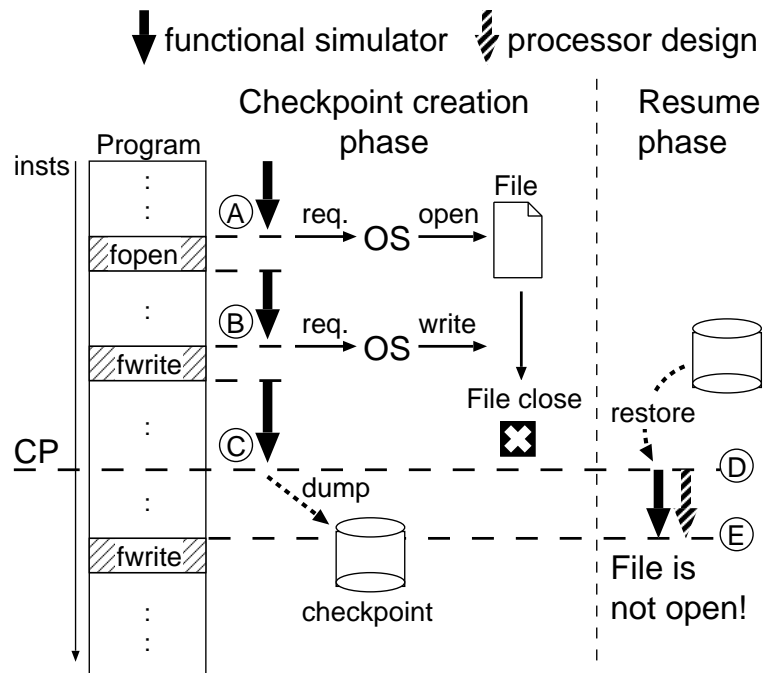 functional simulator
processor design
Checkpoint creation
phase
Resume
phase
Program
insts
:
:
A
req.
OS
open
File
fopen
:
B
req.
OS
write
fwrite
File close
restore
:
C
CP
D
:
dump
E
fwrite
checkpoint
File is
not open!
:
: